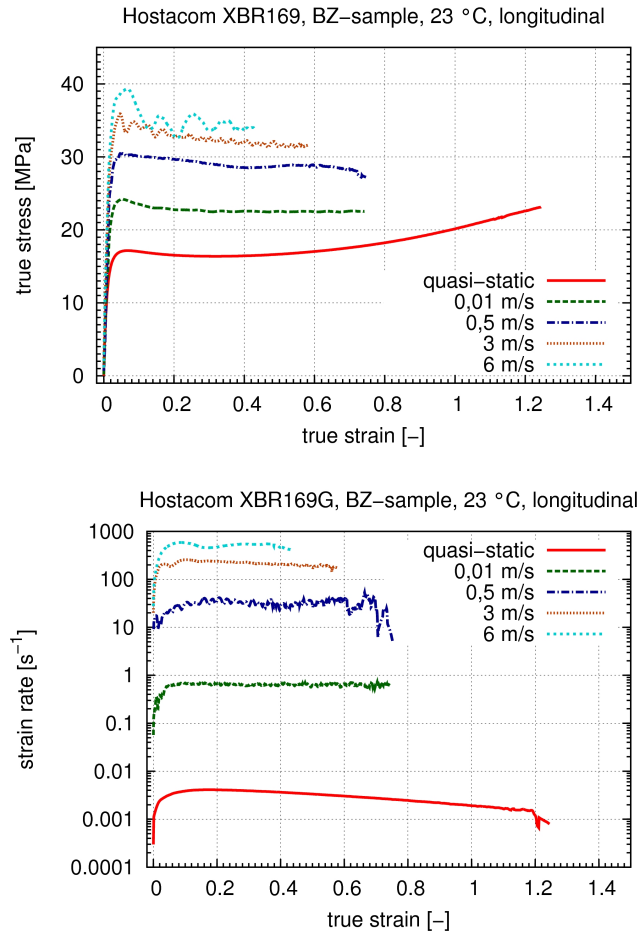 Hostacom XBR169, BZ−sample, 23 °C, longitudinal
true stress [MPa]
40
30
20
10
0
quasi−static
0,01 m/s
0,5 m/s
3 m/s
6 m/s
0 0.2 0.4 0.6 0.8 1 1.2 1.4
true strain [−]
Hostacom XBR169G, BZ−sample, 23 °C, longitudinal
strain rate [s⁻¹]
1000
100
10
1
0.1
0.01
0.001
0.0001
quasi−static
0,01 m/s
0,5 m/s
3 m/s
6 m/s
0 0.2 0.4 0.6 0.8 1 1.2 1.4
true strain [−]